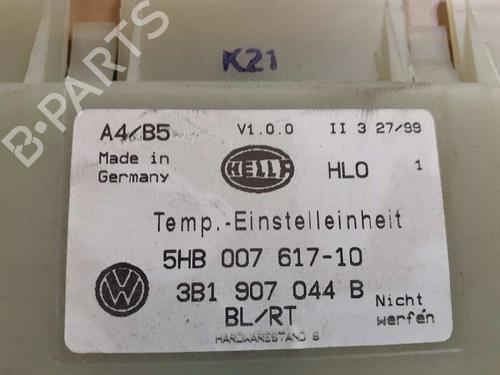 K21
A4/B5 V1.0.0 II 3 27/99
Made in Germany HELLA HLO 1
Temp.-Einstelleinheit
5HB 007 617-10
3B1 907 044 B
BL/RT Nicht werfen
HARDWARESTAND 8
B-PARTS